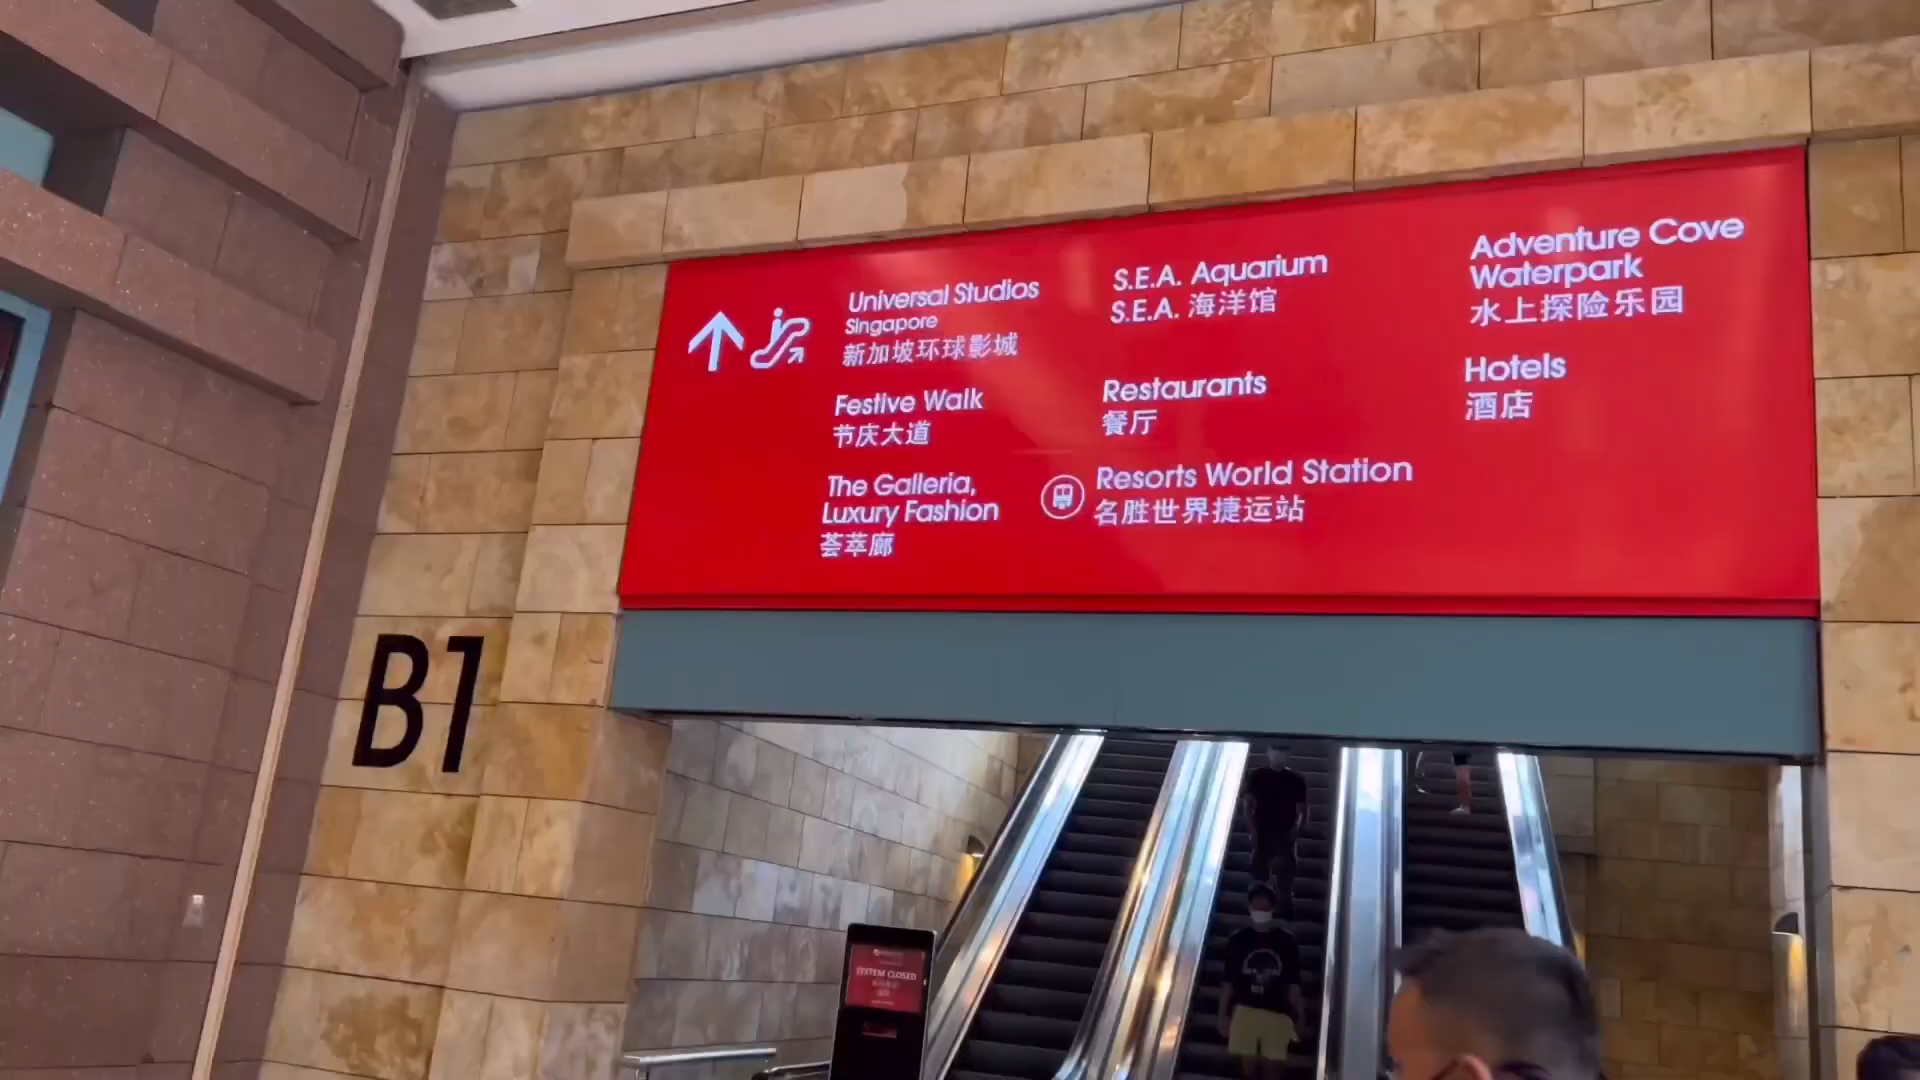 Universal Studios
Singapore
新加坡环球影城
Festive Walk
节庆大道
The Galleria,
Luxury Fashion
荟萃廊
S.E.A. Aquarium
S.E.A. 海洋馆
Restaurants
餐厅
Resorts World Station
名胜世界捷运站
Adventure Cove
Waterpark
水上探险乐园
Hotels
酒店
B1
SYSTEM CLOSED